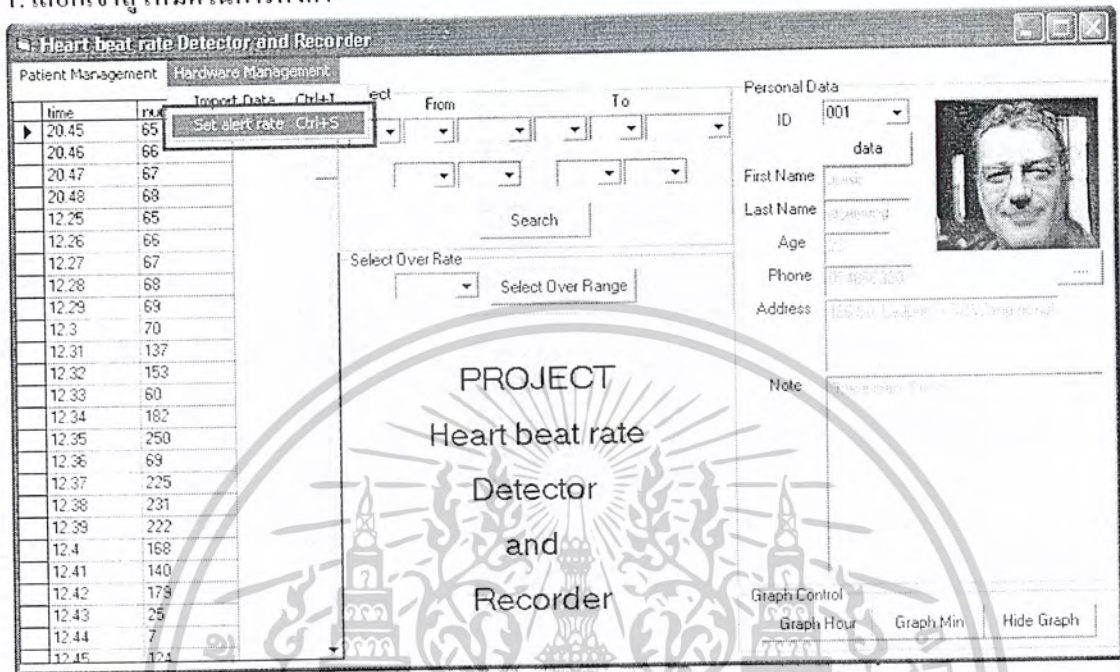 Heart beat rate Detector and Recorder
Patient Management Hardware Management
Import Data Ctrl+I
Set alert rate Ctrl+S
time
20.45 65
20.46 66
20.47 67
20.48 68
12.25 65
12.26 66
12.27 67
12.28 68
12.29 69
12.3 70
12.31 137
12.32 153
12.33 60
12.34 182
12.35 250
12.36 69
12.37 225
12.38 231
12.39 222
12.4 168
12.41 140
12.42 179
12.43 25
12.44 7
12.45 124
From To
Search
Select Over Rate
Select Over Range
PROJECT
Heart beat rate
Detector
and
Recorder
Personal Data
ID 001
data
First Name
Last Name
Age
Phone
....
Address
Note
Graph Control
Graph Hour Graph Min Hide Graph